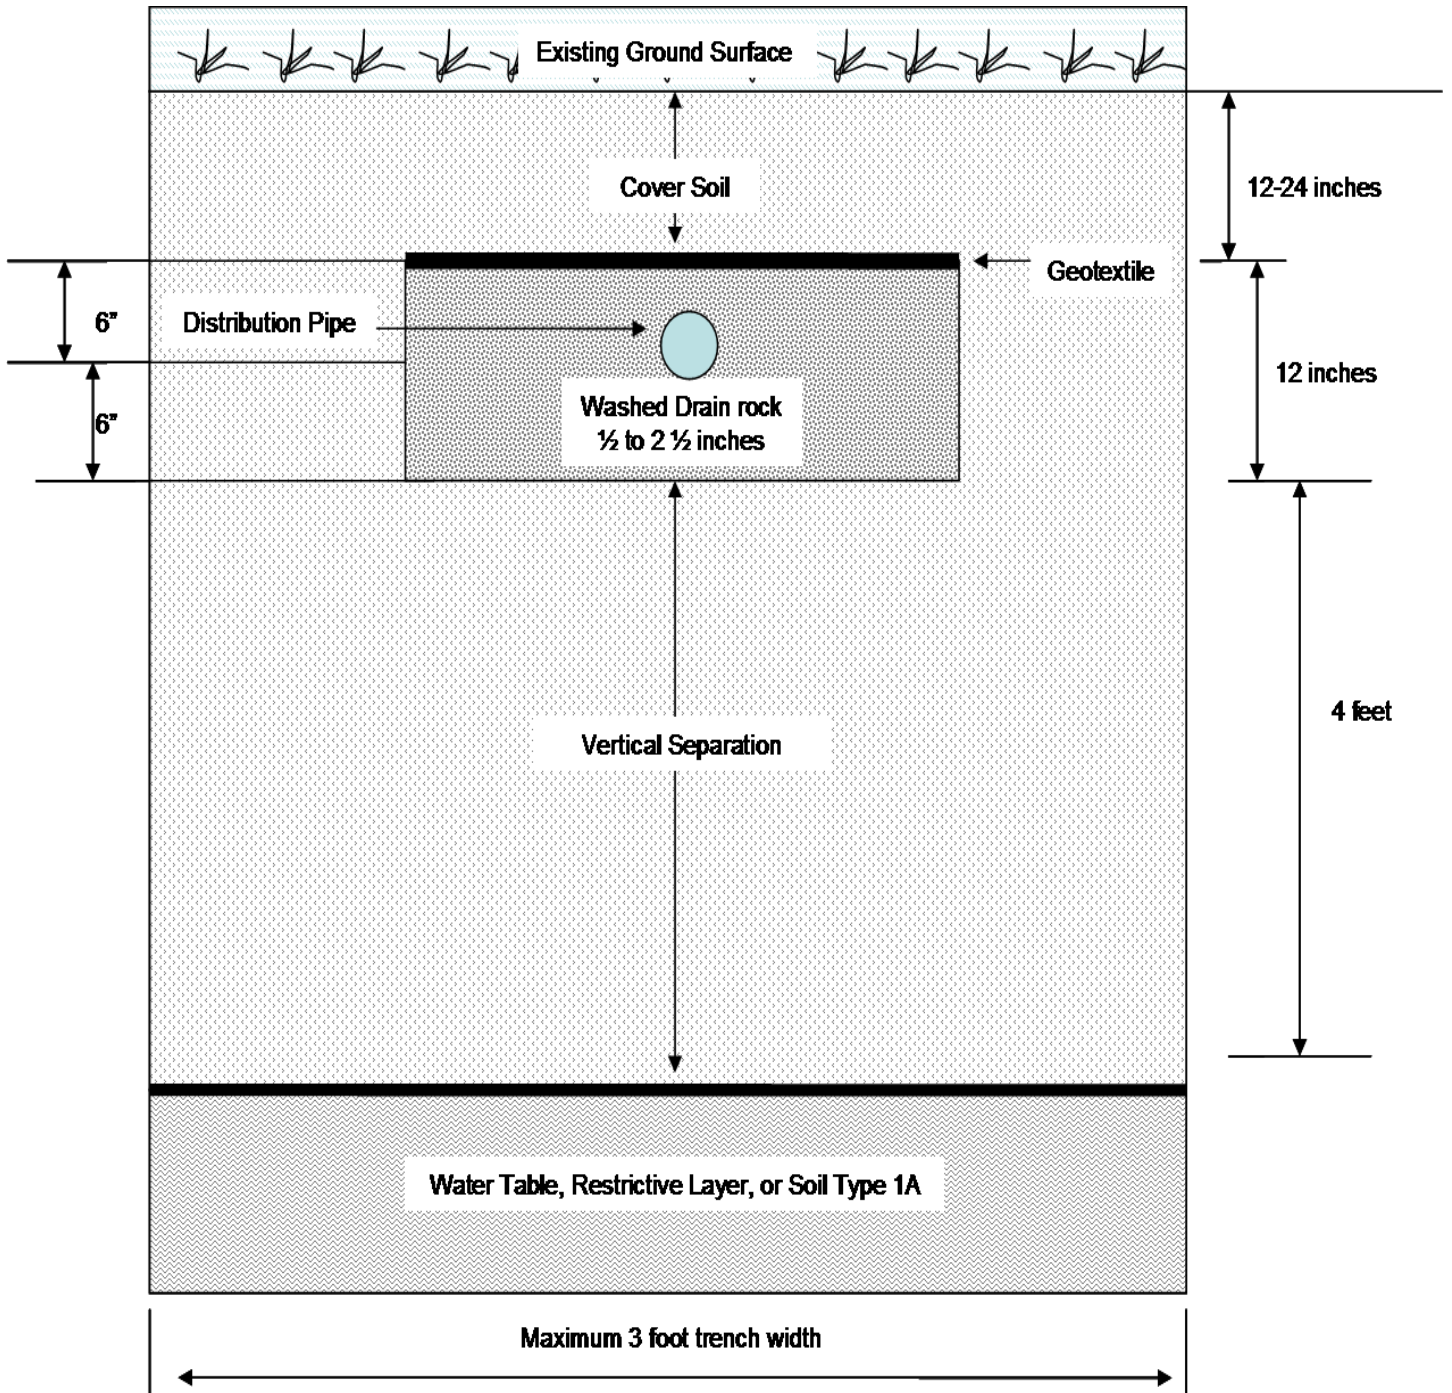 Existing Ground Surface
Cover Soil
12-24 inches
Geotextile
6”
Distribution Pipe
12 inches
Washed Drain rock
½ to 2 ½ inches
6”
4 feet
Vertical Separation
Water Table, Restrictive Layer, or Soil Type 1A
Maximum 3 foot trench width